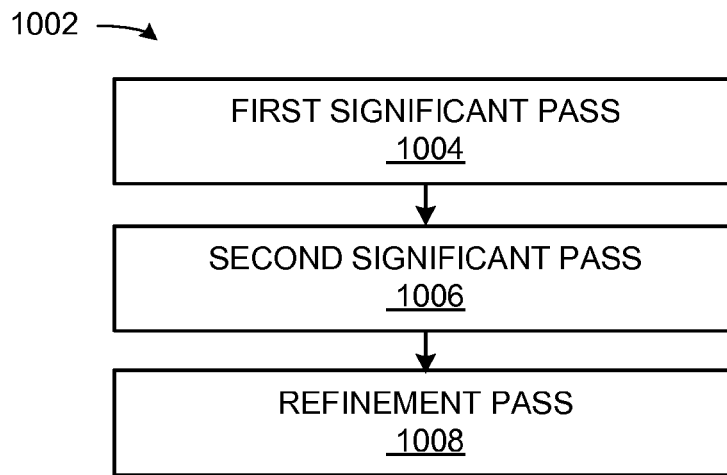 1002
FIRST SIGNIFICANT PASS
1004
SECOND SIGNIFICANT PASS
1006
REFINEMENT PASS
1008